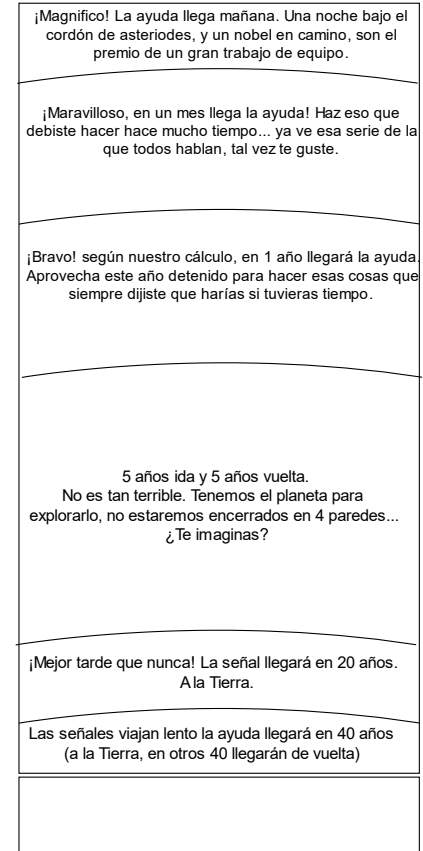 ¡Magnifico! La ayuda llega mañana. Una noche bajo el
cordón de asteriodes, y un nobel en camino, son el
premio de un gran trabajo de equipo.
¡Maravilloso, en un mes llega la ayuda! Haz eso que
debiste hacer hace mucho tiempo... ya ve esa serie de la
que todos hablan, tal vez te guste.
¡Bravo! según nuestro cálculo, en 1 año llegará la ayuda.
Aprovecha este año detenido para hacer esas cosas que
siempre dijiste que harías si tuvieras tiempo.
5 años ida y 5 años vuelta.
No es tan terrible. Tenemos el planeta para
explorarlo, no estaremos encerrados en 4 paredes...
¿Te imaginas?
¡Mejor tarde que nunca! La señal llegará en 20 años.
A la Tierra.
Las señales viajan lento la ayuda llegará en 40 años
(a la Tierra, en otros 40 llegarán de vuelta)